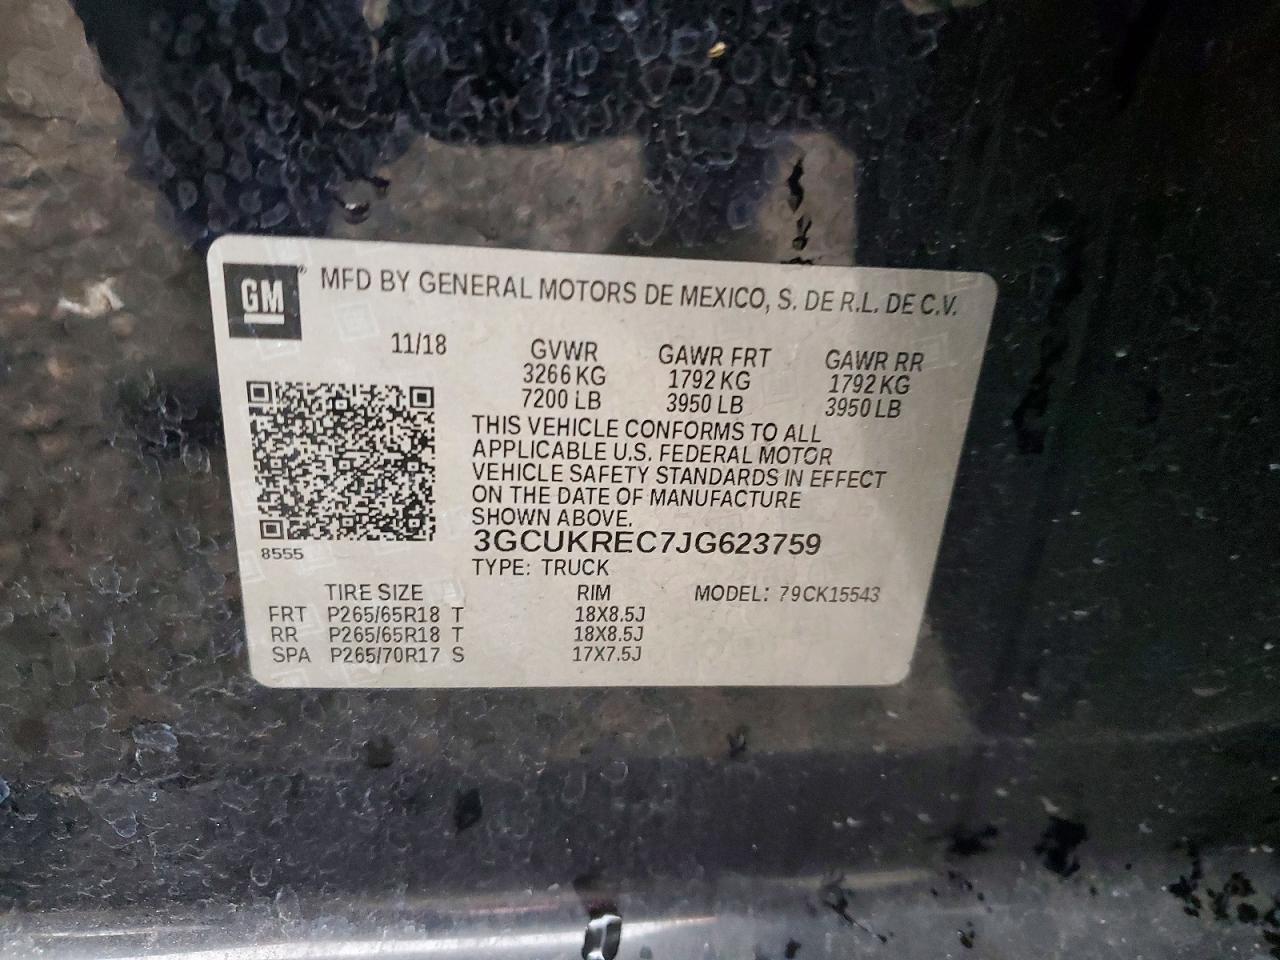 GM® MFD BY GENERAL MOTORS DE MEXICO, S. DE R.L. DE C.V.
11/18 GVWR GAWR FRT GAWR RR
3266 KG 1792 KG 1792 KG
7200 LB 3950 LB 3950 LB
THIS VEHICLE CONFORMS TO ALL
APPLICABLE U.S. FEDERAL MOTOR
VEHICLE SAFETY STANDARDS IN EFFECT
ON THE DATE OF MANUFACTURE
SHOWN ABOVE.
3GCUKREC7JG623759
8555
TYPE: TRUCK
TIRE SIZE RIM MODEL: 79CK15543
FRT P265/65R18 T 18X8.5J
RR P265/65R18 T 18X8.5J
SPA P265/70R17 S 17X7.5J